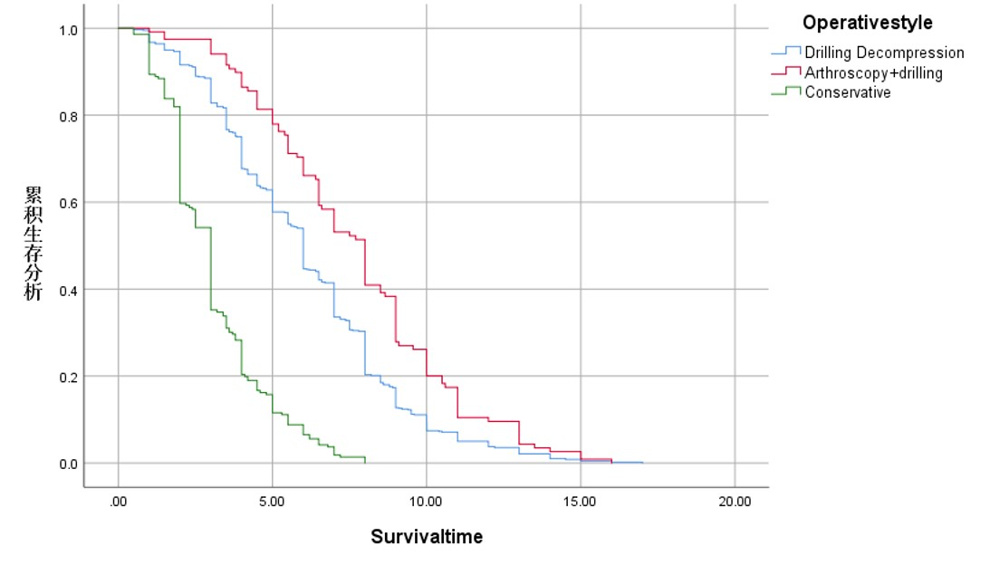 Operativestyle
Drilling Decompression
Arthroscopy+drilling
Conservative
累积生存分析
1.0
0.8
0.6
0.4
0.2
0.0
.00 5.00 10.00 15.00 20.00
Survivaltime